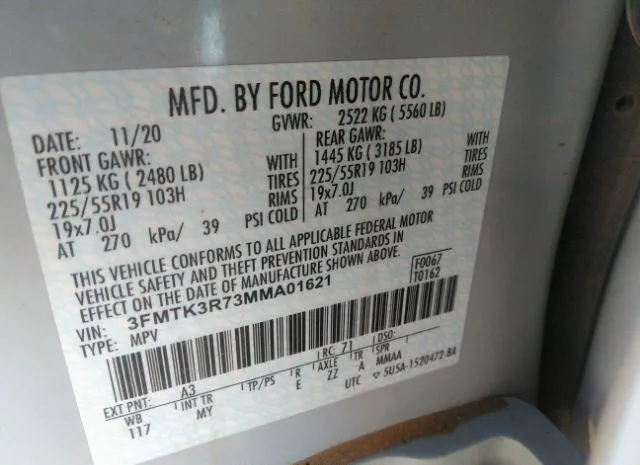 MFD. BY FORD MOTOR CO.
DATE: 11/20 GVWR: 2522 KG ( 5560 LB)
FRONT GAWR: REAR GAWR:
1125 KG ( 2480 LB) WITH 1445 KG ( 3185 LB) WITH
225/55R19 103H TIRES 225/55R19 103H TIRES
19x7.0J RIMS 19x7.0J RIMS
AT 270 kPa/ 39 PSI COLD AT 270 kPa/ 39 PSI COLD
THIS VEHICLE CONFORMS TO ALL APPLICABLE FEDERAL MOTOR
VEHICLE SAFETY AND THEFT PREVENTION STANDARDS IN
EFFECT ON THE DATE OF MANUFACTURE SHOWN ABOVE.
F0067
T0162
VIN: 3FMTK3R73MMA01621
TYPE: MPV
EXT PNT: A3 RC: 71 DSO:
WB INT TR TP/PS R AXLE TR SPR
117 MY E ZZ A MMAA
UTC 5U5A-1520472-BA